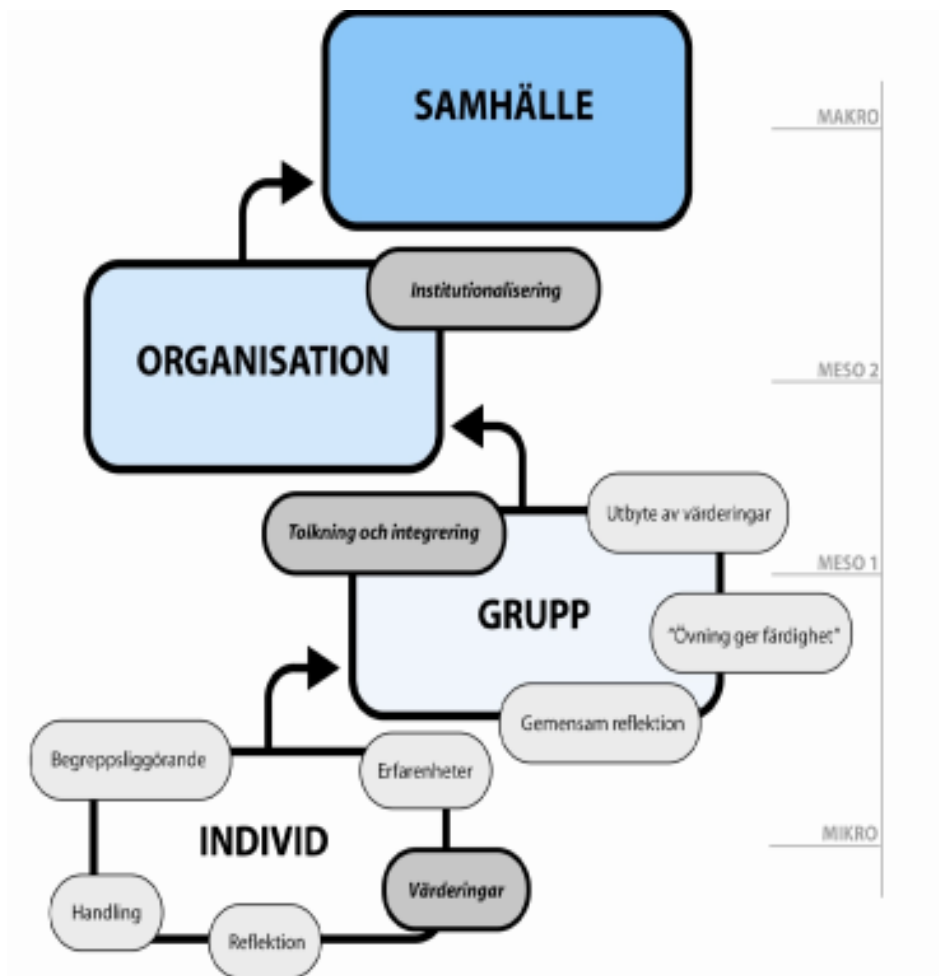 SAMHÄLLE
MAKRO
Institutionalisering
ORGANISATION
MESO 2
Tolkning och integrering
Utbyte av värderingar
MESO 1
GRUPP
"Övning ger färdighet"
Gemensam reflektion
Begreppsliggörande
Erfarenheter
INDIVID
MIKRO
Värderingar
Handling
Reflektion